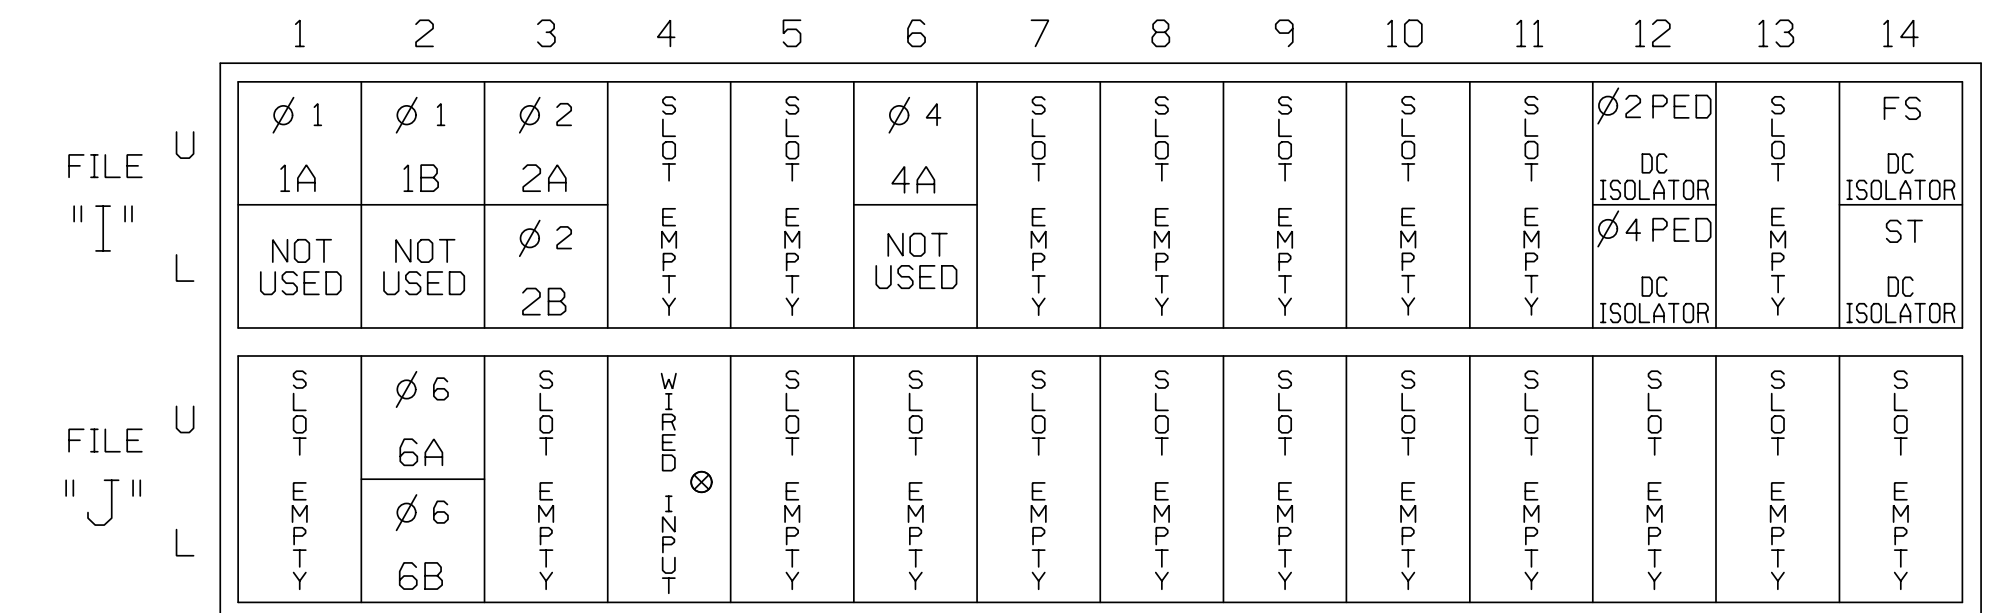 1 2 3 4 5 6 7 8 9 10 11 12 13 14
FILE
"I"
U
L
Ø 1
1A
NOT
USED
Ø 1
1B
NOT
USED
Ø 2
2A
Ø 2
2B
SLOT EMPTY
SLOT EMPTY
Ø 4
4A
NOT
USED
SLOT EMPTY
SLOT EMPTY
SLOT EMPTY
SLOT EMPTY
SLOT EMPTY
Ø2 PED
DC
ISOLATOR
Ø4 PED
DC
ISOLATOR
SLOT EMPTY
FS
DC
ISOLATOR
ST
DC
ISOLATOR
FILE
"J"
U
L
SLOT EMPTY
Ø 6
6A
Ø 6
6B
SLOT EMPTY
WIRED INPUT
⊗
SLOT EMPTY
SLOT EMPTY
SLOT EMPTY
SLOT EMPTY
SLOT EMPTY
SLOT EMPTY
SLOT EMPTY
SLOT EMPTY
SLOT EMPTY
SLOT EMPTY